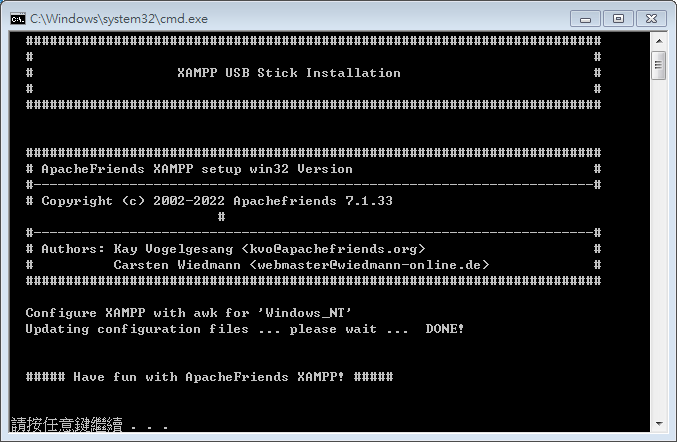 C:\Windows\system32\cmd.exe
########################################################################
#                                                                      #
#                  XAMPP USB Stick Installation                        #
#                                                                      #
########################################################################
########################################################################
# ApacheFriends XAMPP setup win32 Version                              #
#----------------------------------------------------------------------#
# Copyright (c) 2002-2022 Apachefriends 7.1.33
                        #
#----------------------------------------------------------------------#
# Authors: Kay Vogelgesang <kvo@apachefriends.org>                     #
#          Carsten Wiedmann <webmaster@wiedmann-online.de>             #
########################################################################
Configure XAMPP with awk for 'Windows_NT'
Updating configuration files ... please wait ...  DONE!
##### Have fun with ApacheFriends XAMPP! #####
請按任意鍵繼續 . . .